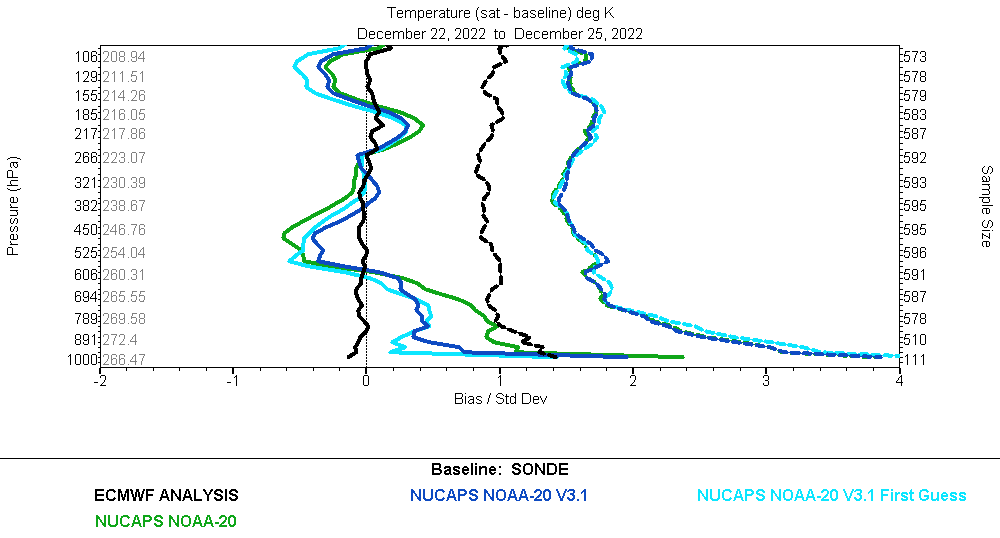 Temperature (sat - baseline) deg K
December 22, 2022 to December 25, 2022
106 208.94 573
129 211.51 578
155 214.26 579
185 216.05 583
217 217.86 587
266 223.07 592
321 230.39 593
382 238.67 595
450 246.76 595
525 254.04 596
606 260.31 591
694 265.55 587
789 269.58 578
891 272.4 510
1000 266.47 111
Pressure (hPa)
Sample Size
-2 -1 0 1 2 3 4
Bias / Std Dev
Baseline: SONDE
ECMWF ANALYSIS NUCAPS NOAA-20 V3.1 NUCAPS NOAA-20 V3.1 First Guess
NUCAPS NOAA-20